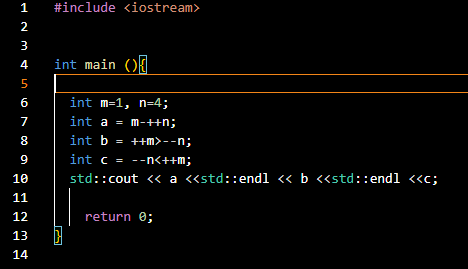 1 #include <iostream>
2
3
4 int main (){
5
6 int m=1, n=4;
7 int a = m-++n;
8 int b = ++m>--n;
9 int c = --n<++m;
10 std::cout << a <<std::endl << b <<std::endl <<c;
11
12 return 0;
13 }
14